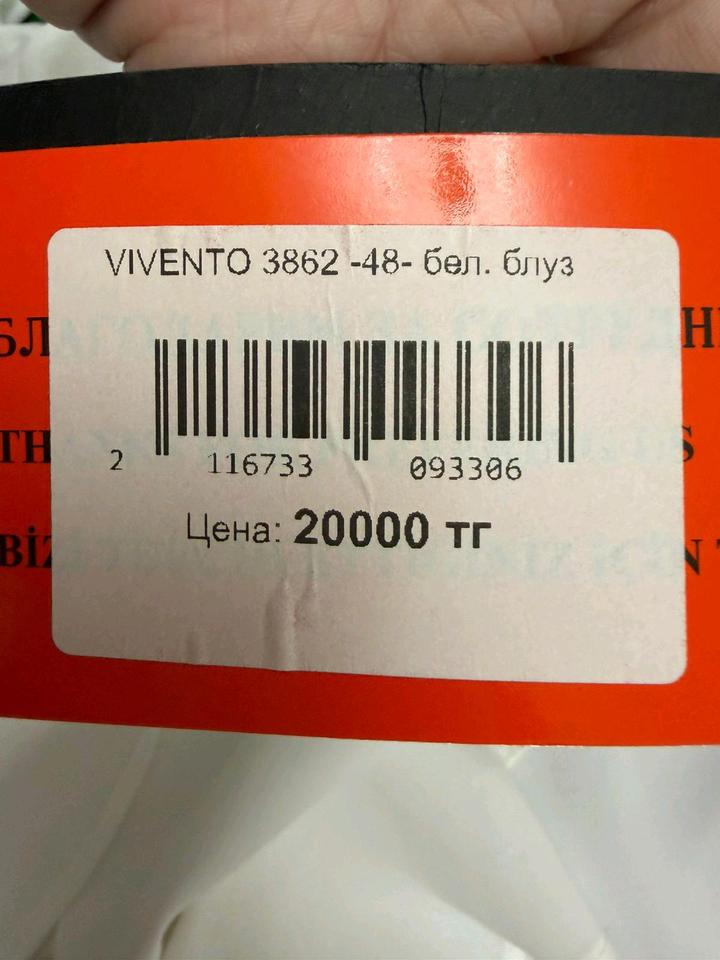 VIVENTO 3862 -48- бел. блуз
2 116733 093306
Цена: 20000 тг